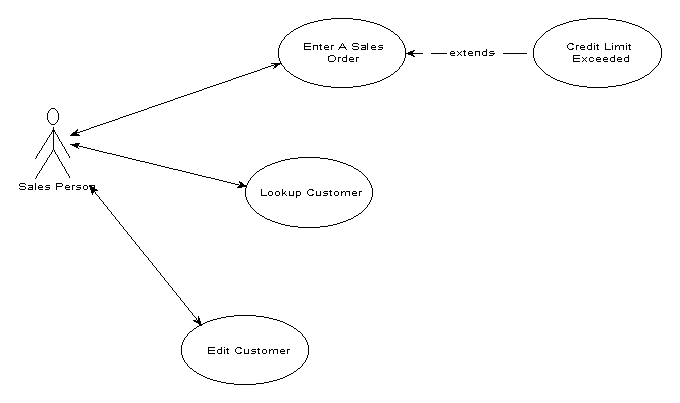 Enter A Sales
Order
extends
Credit Limit
Exceeded
Sales Person
Lookup Customer
Edit Customer